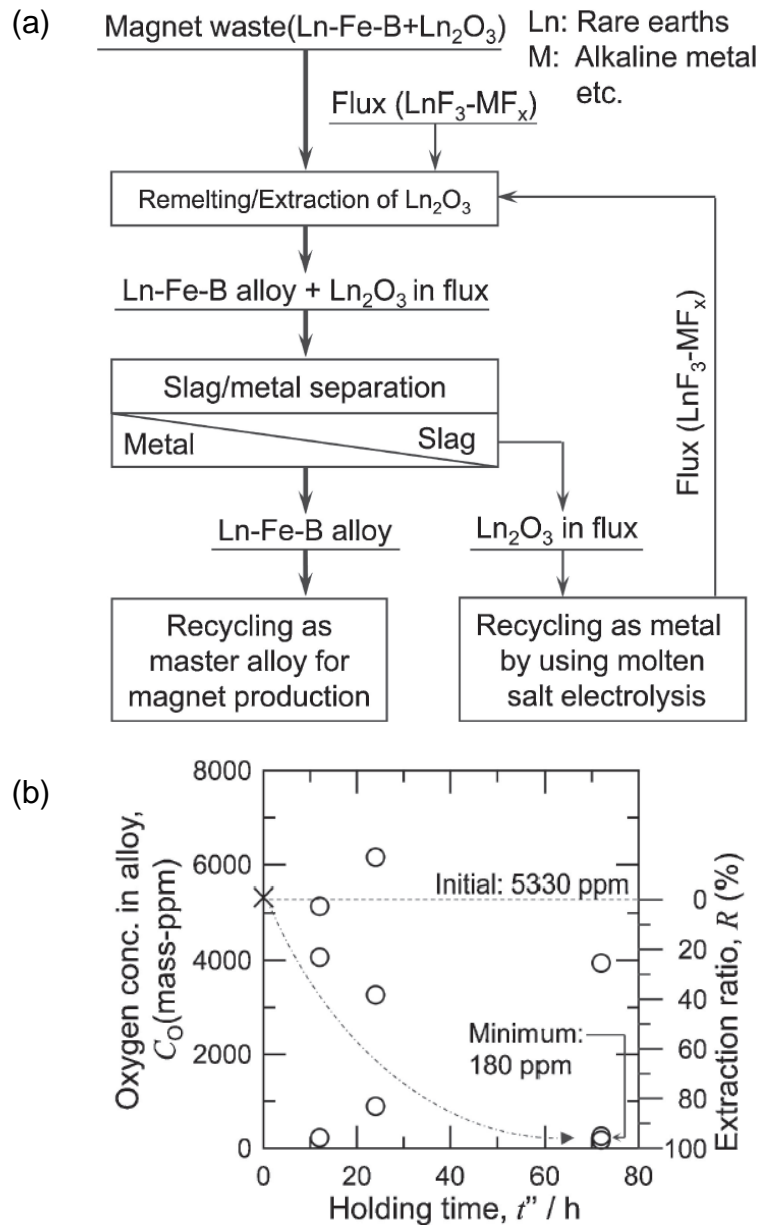 (a)
Magnet waste(Ln-Fe-B+Ln₂O₃)
Ln: Rare earths
M: Alkaline metal
etc.
Flux (LnF₃-MFₓ)
Remelting/Extraction of Ln₂O₃
Ln-Fe-B alloy + Ln₂O₃ in flux
Slag/metal separation
Metal
Slag
Flux (LnF₃-MFₓ)
Ln-Fe-B alloy
Ln₂O₃ in flux
Recycling as
master alloy for
magnet production
Recycling as metal
by using molten
salt electrolysis
(b)
Oxygen conc. in alloy,
C_O(mass-ppm)
8000
6000
4000
2000
0
Initial: 5330 ppm
Minimum:
180 ppm
0
20
40
60
80
100
Extraction ratio, R (%)
0
20
40
60
80
Holding time, t" / h